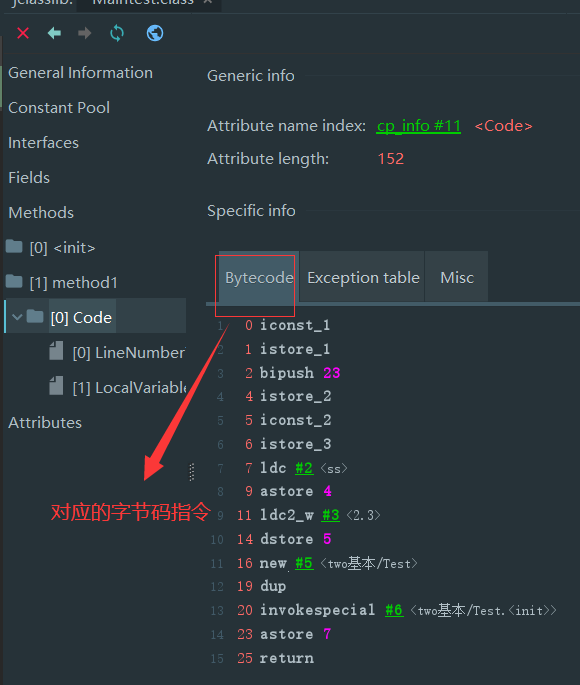 jclasslib: Maintest.class ×
General Information
Constant Pool
Interfaces
Fields
Methods
[0] <init>
[1] method1
[0] Code
[0] LineNumber
[1] LocalVariable
Attributes
对应的字节码指令
Generic info
Attribute name index: cp_info #11 <Code>
Attribute length: 152
Specific info
Bytecode Exception table Misc
1 0 iconst_1
2 1 istore_1
3 2 bipush 23
4 4 istore_2
5 5 iconst_2
6 6 istore_3
7 7 ldc #2 <ss>
8 9 astore 4
9 11 ldc2_w #3 <2.3>
10 14 dstore 5
11 16 new #5 <two基本/Test>
12 19 dup
13 20 invokespecial #6 <two基本/Test.<init>>
14 23 astore 7
15 25 return